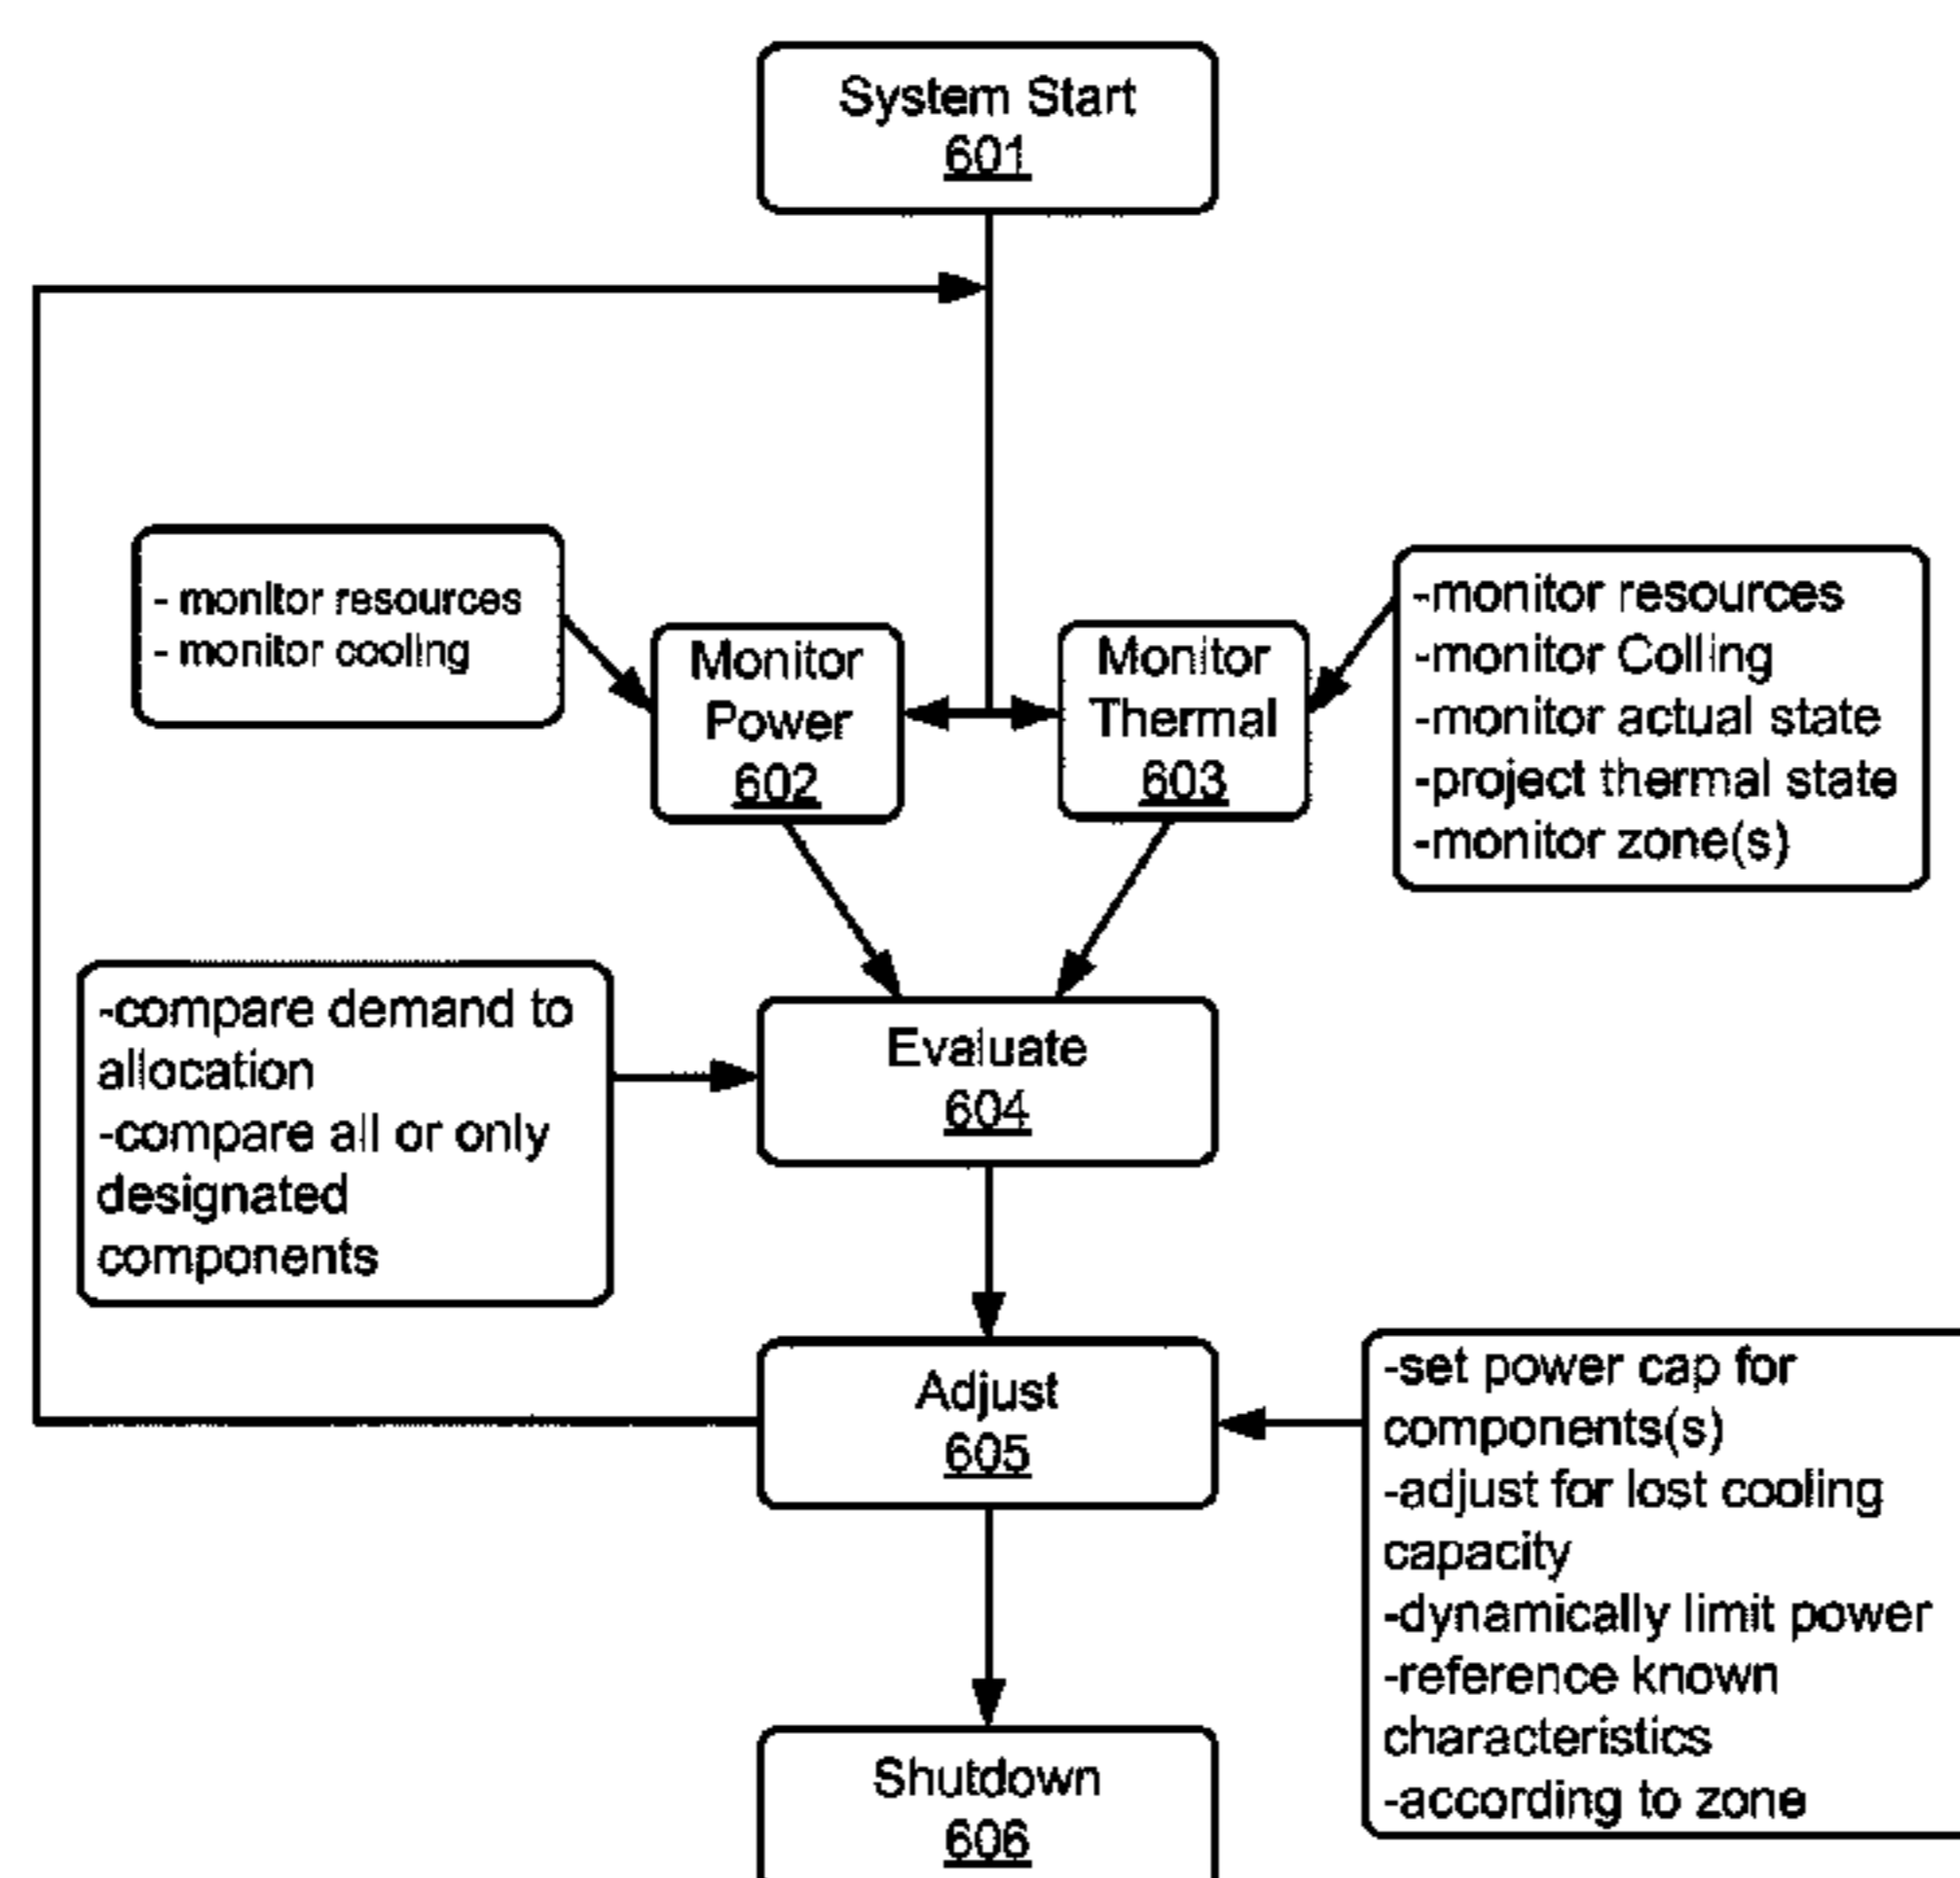 System Start
601
- monitor resources
- monitor cooling
Monitor
Power
602
Monitor
Thermal
603
-monitor resources
-monitor Colling
-monitor actual state
-project thermal state
-monitor zone(s)
-compare demand to
allocation
-compare all or only
designated
components
Evaluate
604
Adjust
605
-set power cap for
components(s)
-adjust for lost cooling
capacity
-dynamically limit power
-reference known
characteristics
-according to zone
Shutdown
606